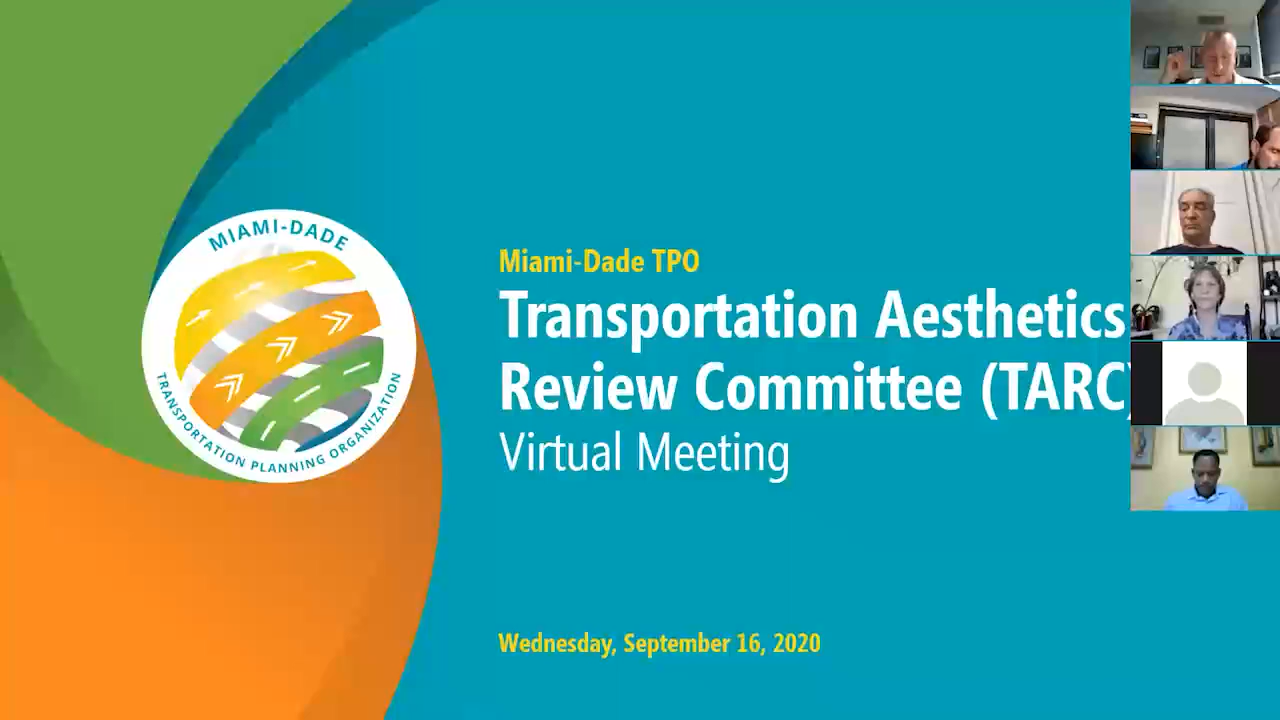 MIAMI-DADE
TRANSPORTATION PLANNING ORGANIZATION
Miami-Dade TPO
Transportation Aesthetics
Review Committee (TARC)
Virtual Meeting
Wednesday, September 16, 2020